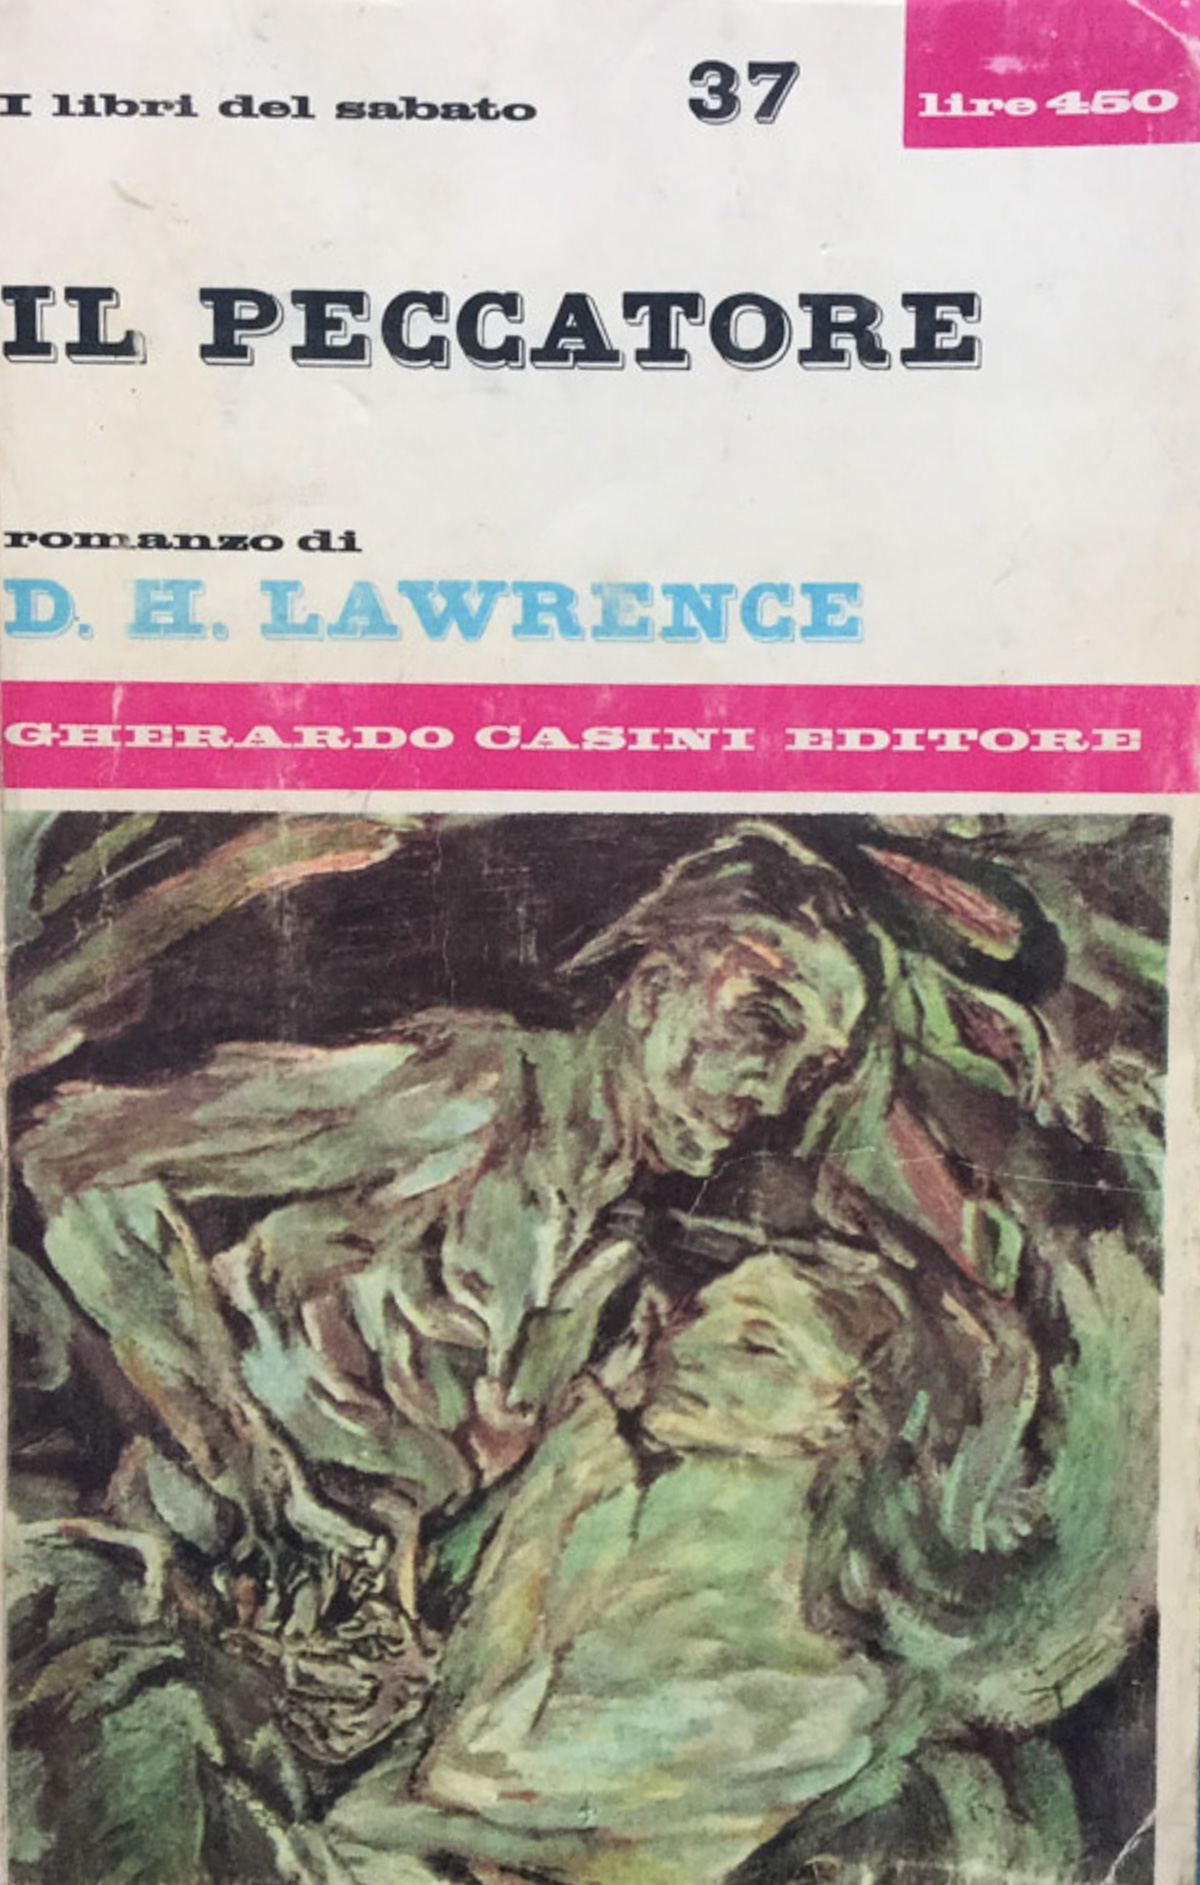 I libri del sabato 37 lire 450
IL PECCATORE
romanzo di
D. H. LAWRENCE
GHERARDO CASINI EDITORE